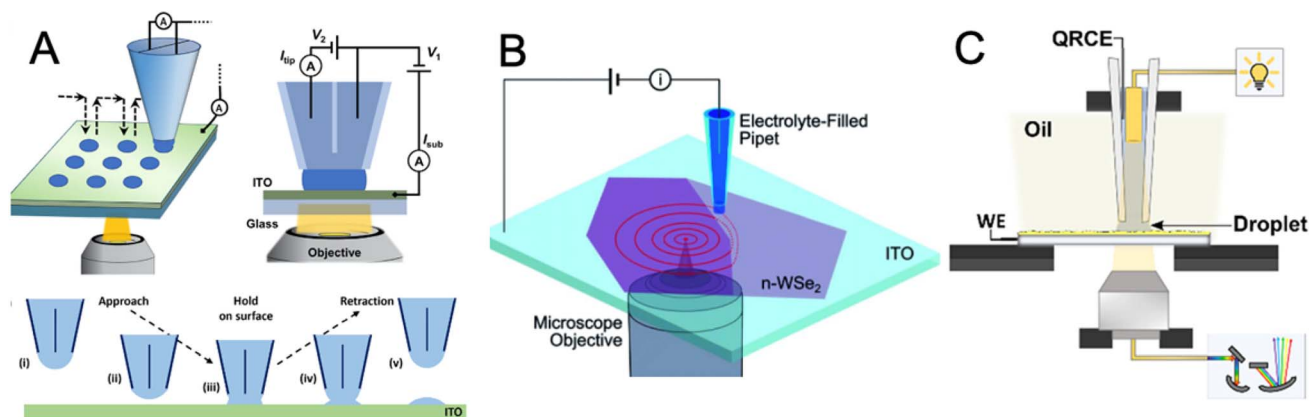 A
A
A
V2
Itip
A
V1
Isub
A
ITO
Glass
Objective
Approach
Hold
on surface
Retraction
(i)
(ii)
(iii)
(iv)
(v)
ITO
B
i
Electrolyte-Filled
Pipet
ITO
n-WSe2
Microscope
Objective
C
QRCE
Oil
WE
Droplet